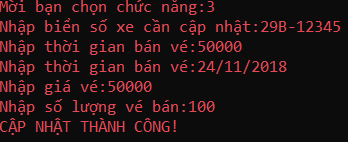 Mời bạn chọn chức năng:3
Nhập biển số xe cần cập nhật:29B-12345
Nhập thời gian bán vé:50000
Nhập thời gian bán vé:24/11/2018
Nhập giá vé:50000
Nhập số lượng vé bán:100
CẬP NHẬT THÀNH CÔNG!